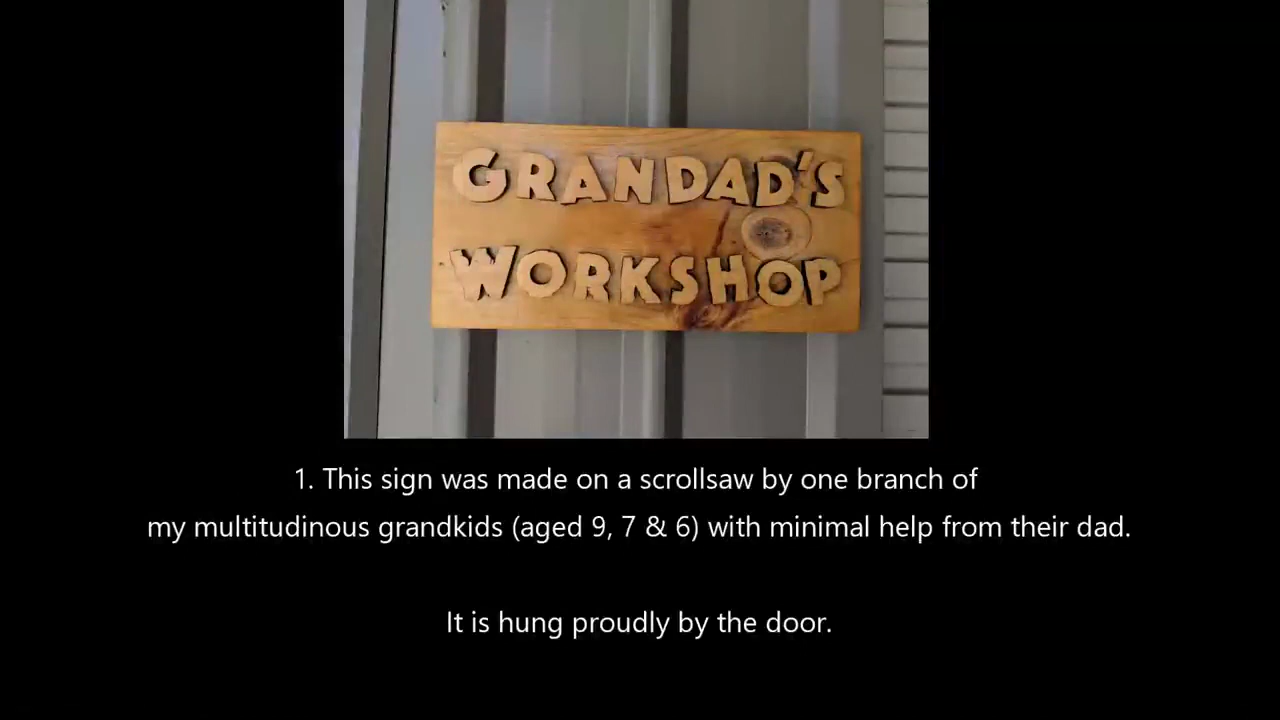 GRANDAD'S
WORKSHOP
1. This sign was made on a scrollsaw by one branch of
my multitudinous grandkids (aged 9, 7 & 6) with minimal help from their dad.
It is hung proudly by the door.